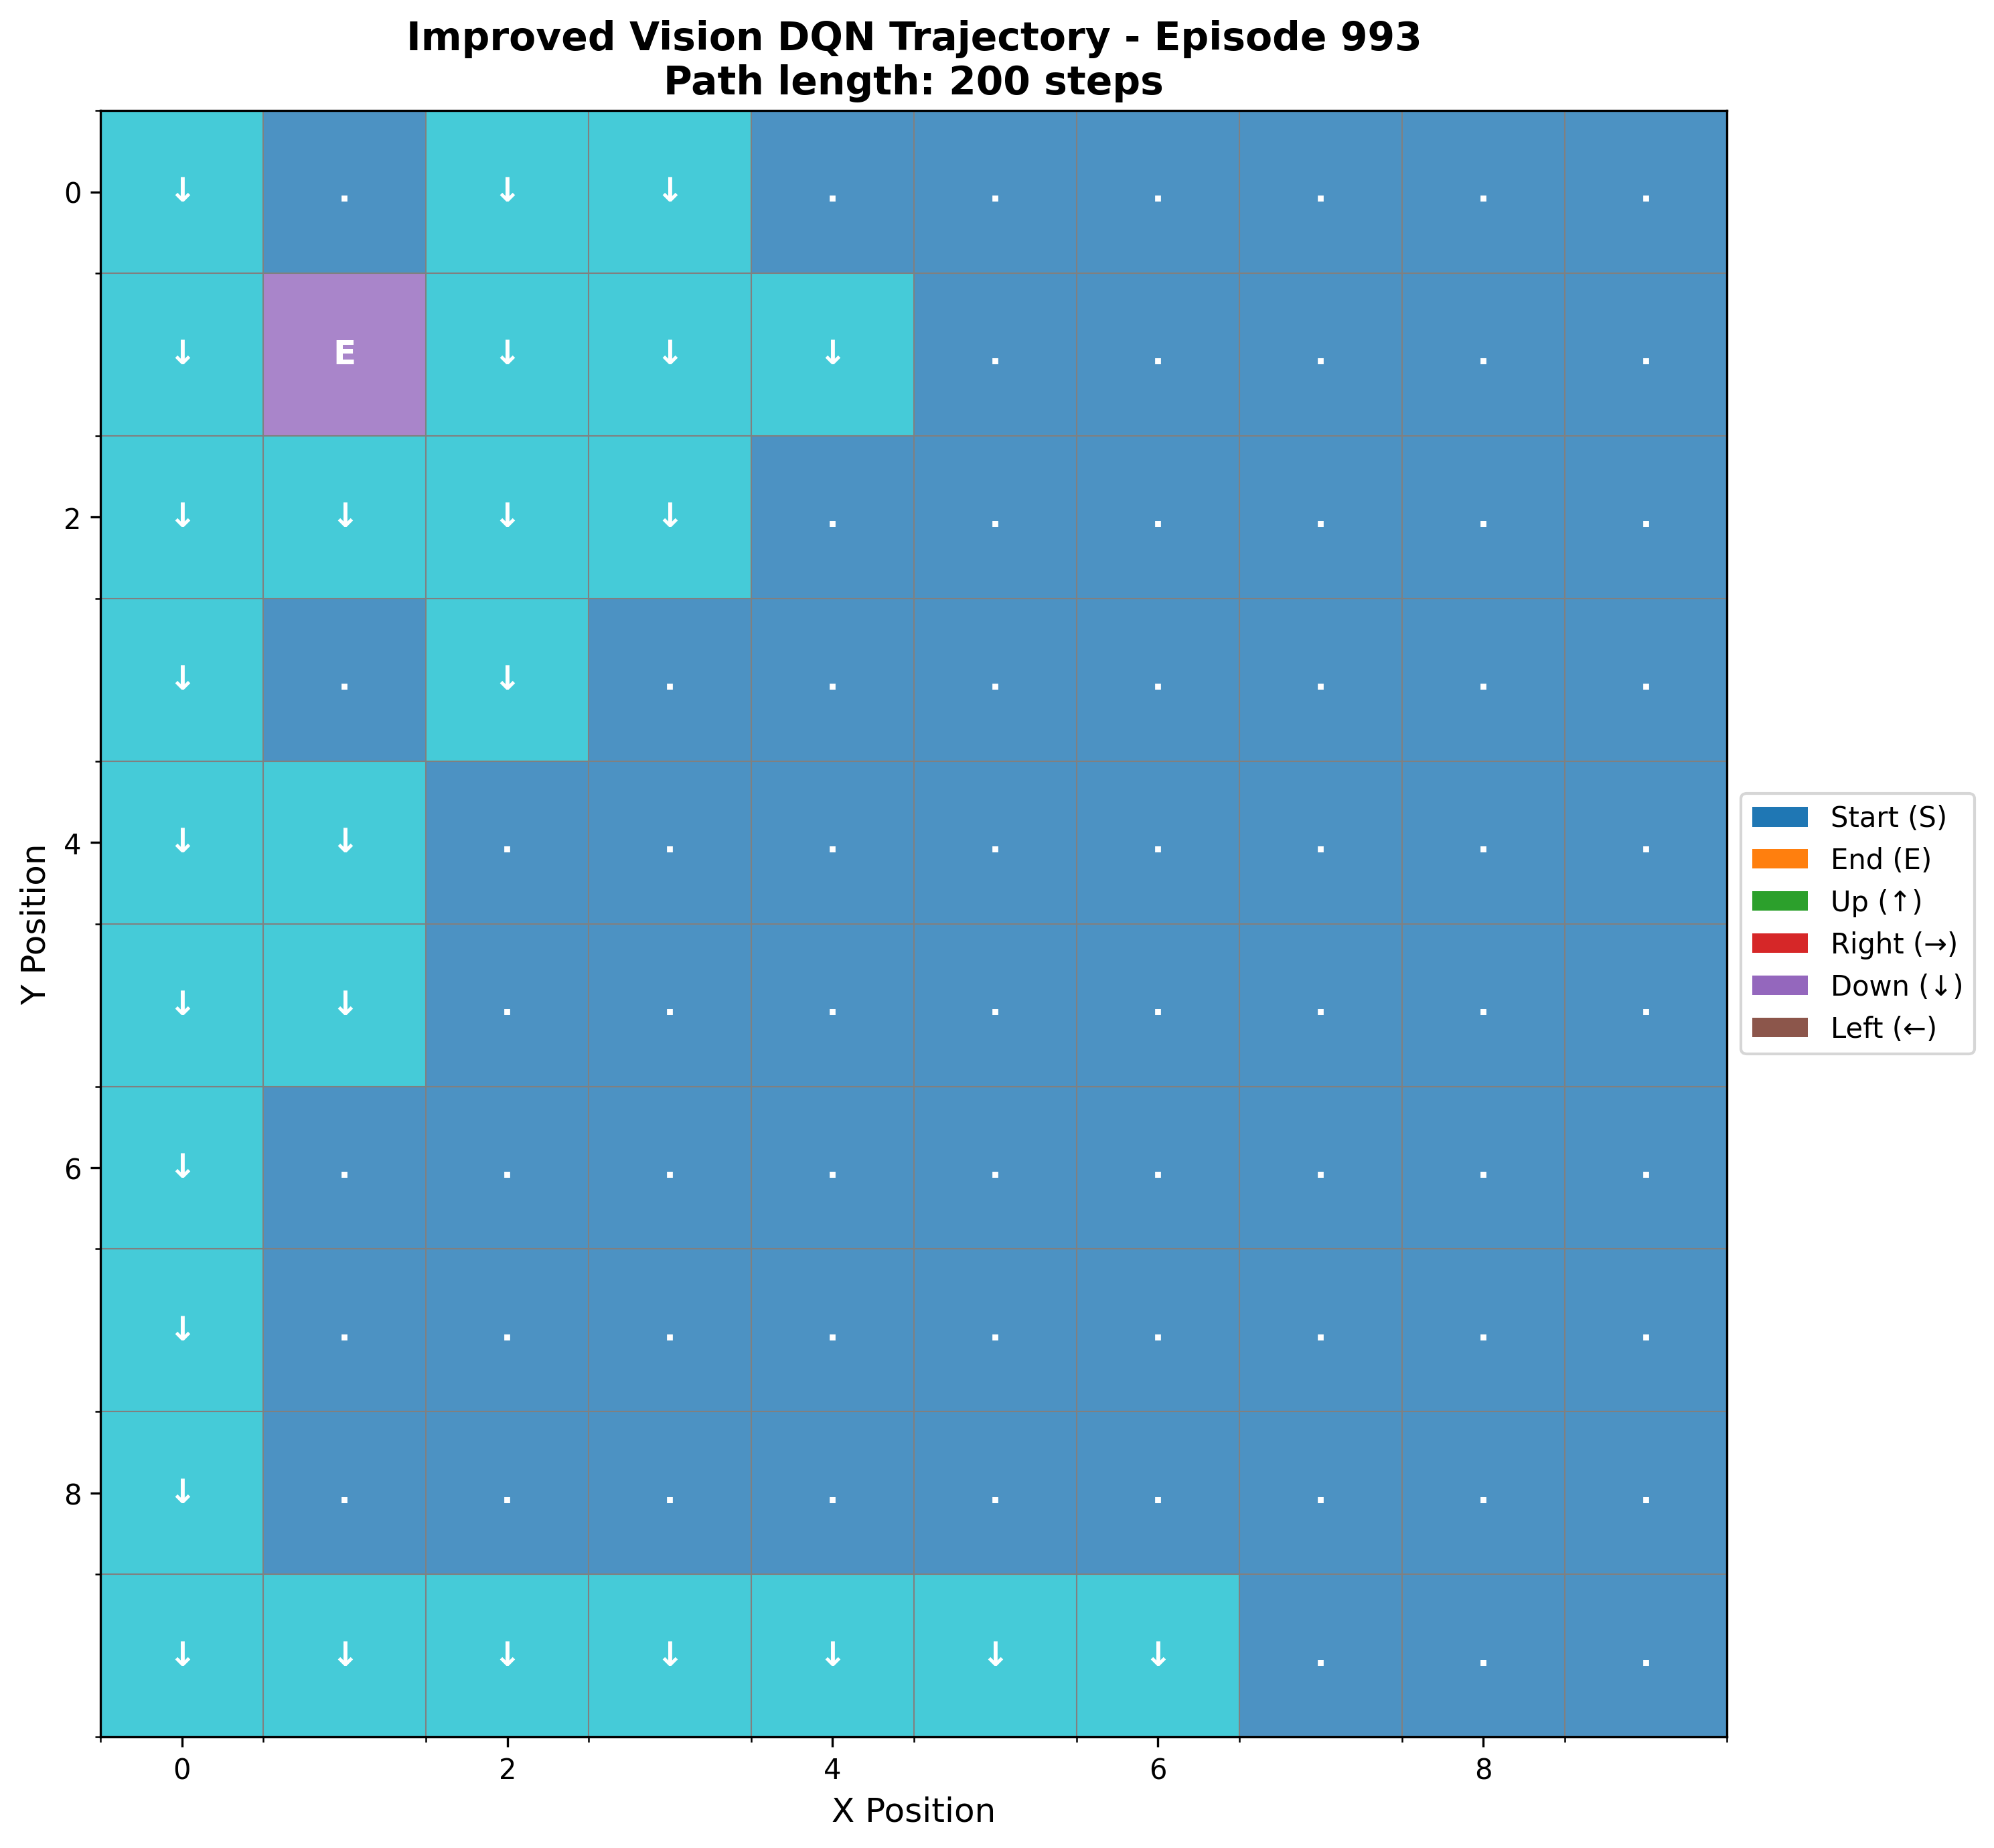 Improved Vision DQN Trajectory - Episode 993
Path length: 200 steps
0 ↓ . ↓ ↓ . . . . . .
↓ E ↓ ↓ ↓ . . . . .
2 ↓ ↓ ↓ ↓ . . . . . .
↓ . ↓ . . . . . . .
4 ↓ ↓ . . . . . . . .
↓ ↓ . . . . . . . .
6 ↓ . . . . . . . . .
↓ . . . . . . . . .
8 ↓ . . . . . . . . .
↓ ↓ ↓ ↓ ↓ ↓ ↓ . . .
0 2 4 6 8
X Position
Y Position
Start (S)
End (E)
Up (↑)
Right (→)
Down (↓)
Left (←)